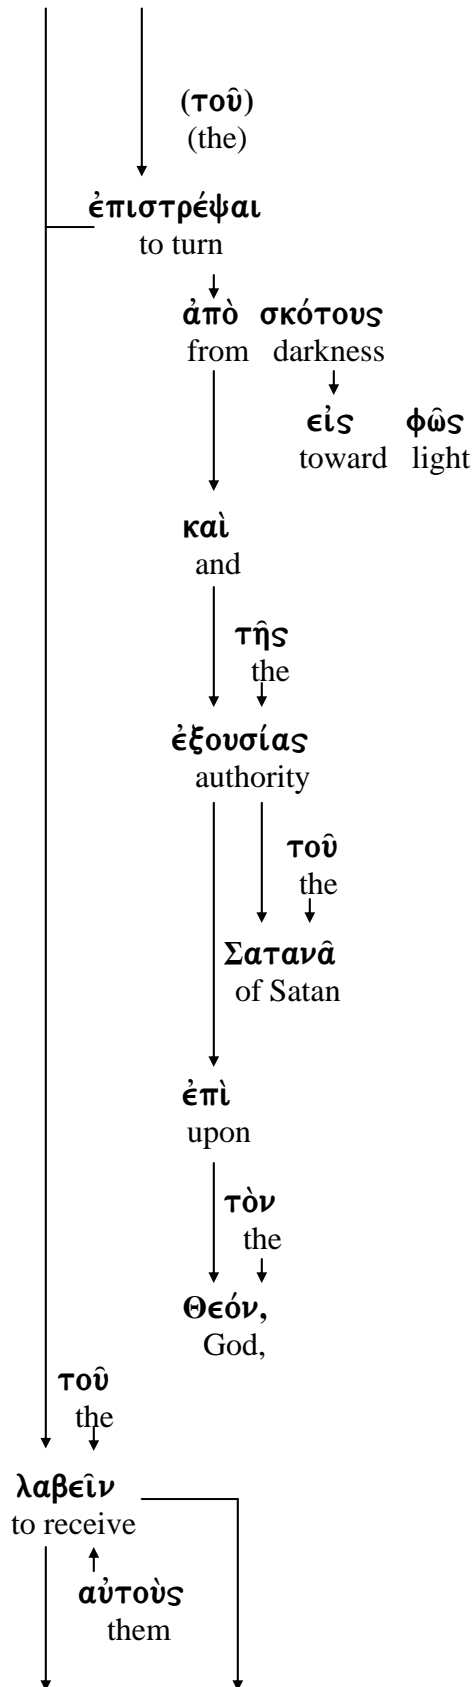 (τοῦ)
(the)
ἐπιστρέψαι
to turn
ἀπὸ σκότους
from darkness
εἰς φῶς
toward light
καὶ
and
τῆς
the
ἐξουσίας
authority
τοῦ
the
Σατανᾶ
of Satan
ἐπὶ
upon
τὸν
the
Θεόν,
God,
τοῦ
the
λαβεῖν
to receive
αὐτοὺς
them